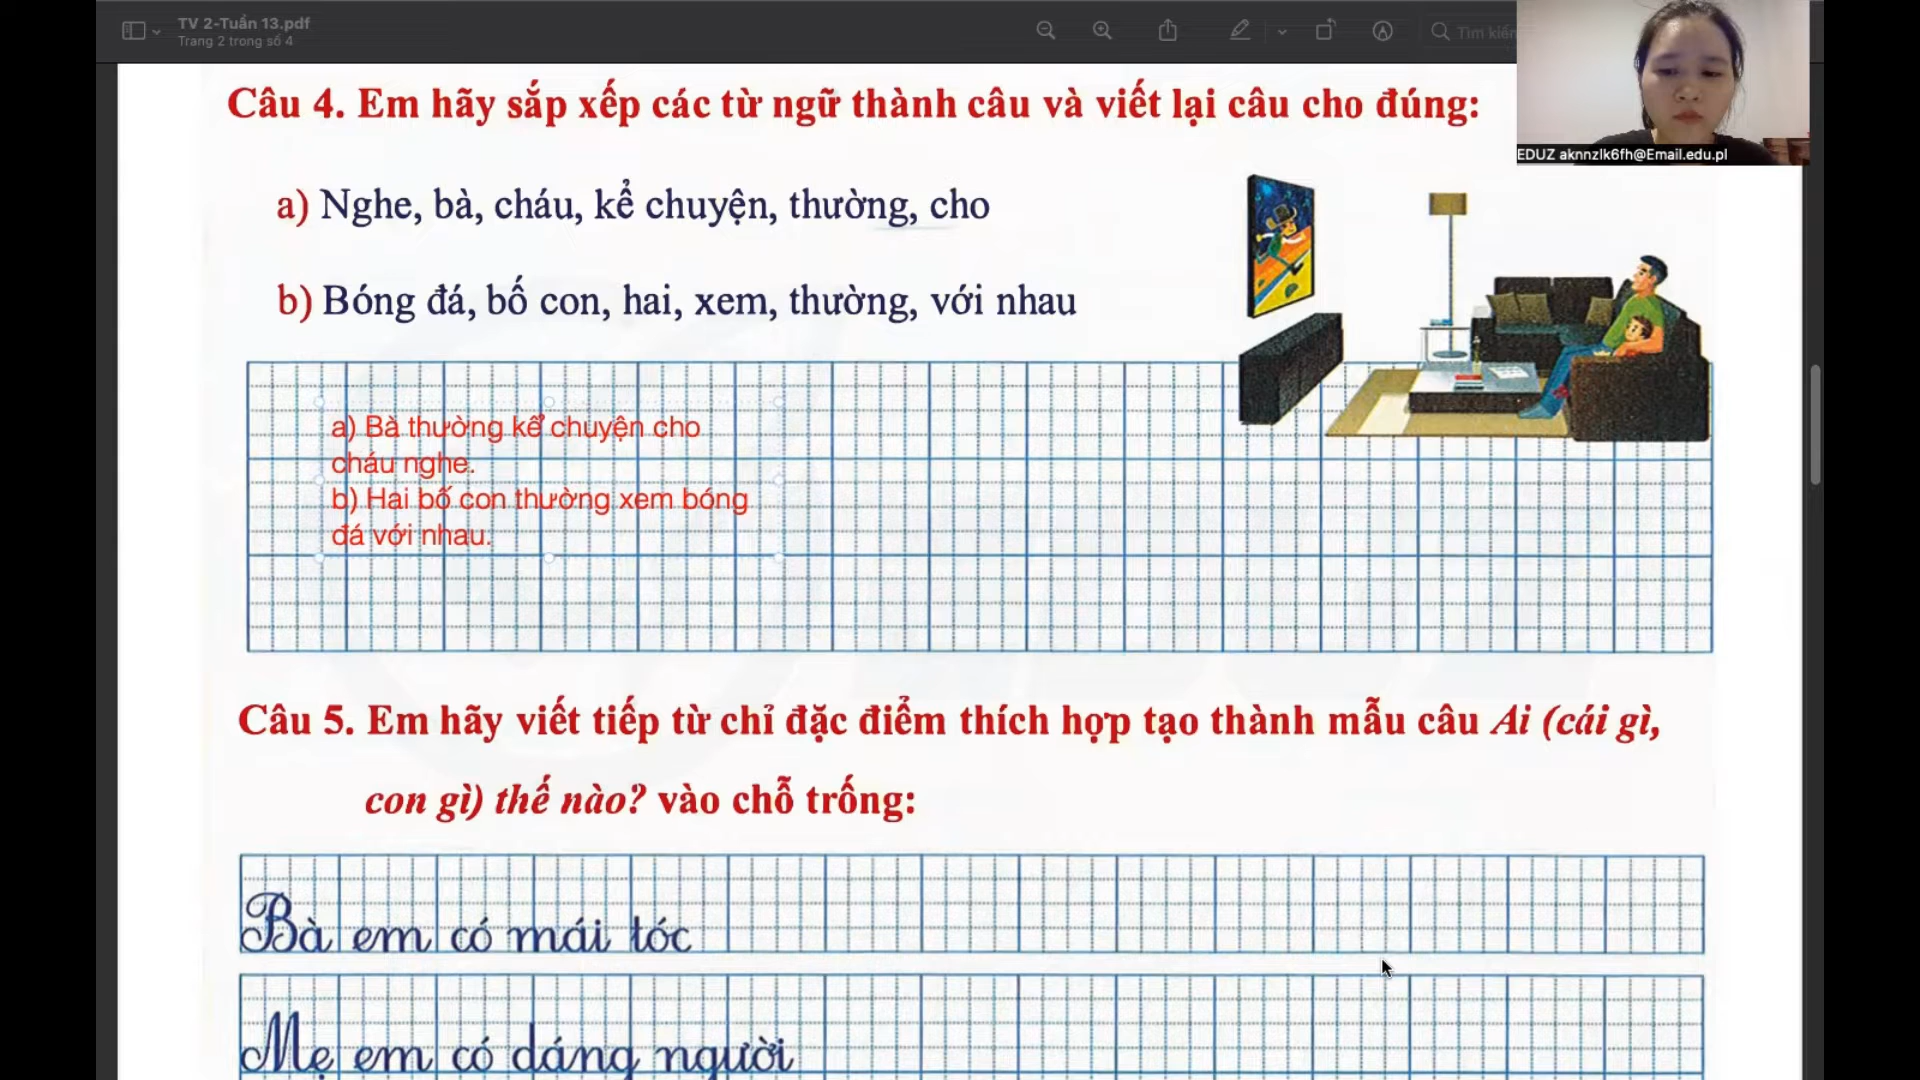 TV 2-Tuần 13.pdf
Trang 2 trong số 4
Tìm kiếm
EDUZ aknnzlk6fh@Email.edu.pl
Câu 4. Em hãy sắp xếp các từ ngữ thành câu và viết lại câu cho đúng:
a) Nghe, bà, cháu, kể chuyện, thường, cho
b) Bóng đá, bố con, hai, xem, thường, với nhau
a) Bà thường kể chuyện cho
cháu nghe.
b) Hai bố con thường xem bóng
đá với nhau.
Câu 5. Em hãy viết tiếp từ chỉ đặc điểm thích hợp tạo thành mẫu câu Ai (cái gì,
con gì) thế nào? vào chỗ trống:
Bà em có mái tóc
Mẹ em có dáng người